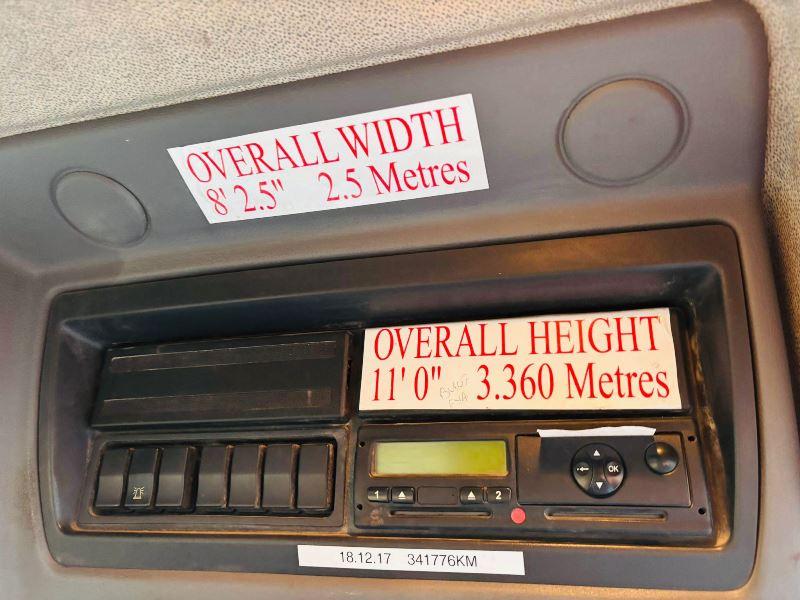 OVERALL WIDTH
8' 2.5" 2.5 Metres
OVERALL HEIGHT
11' 0" 3.360 Metres
1 2
OK
18.12.17 341776KM